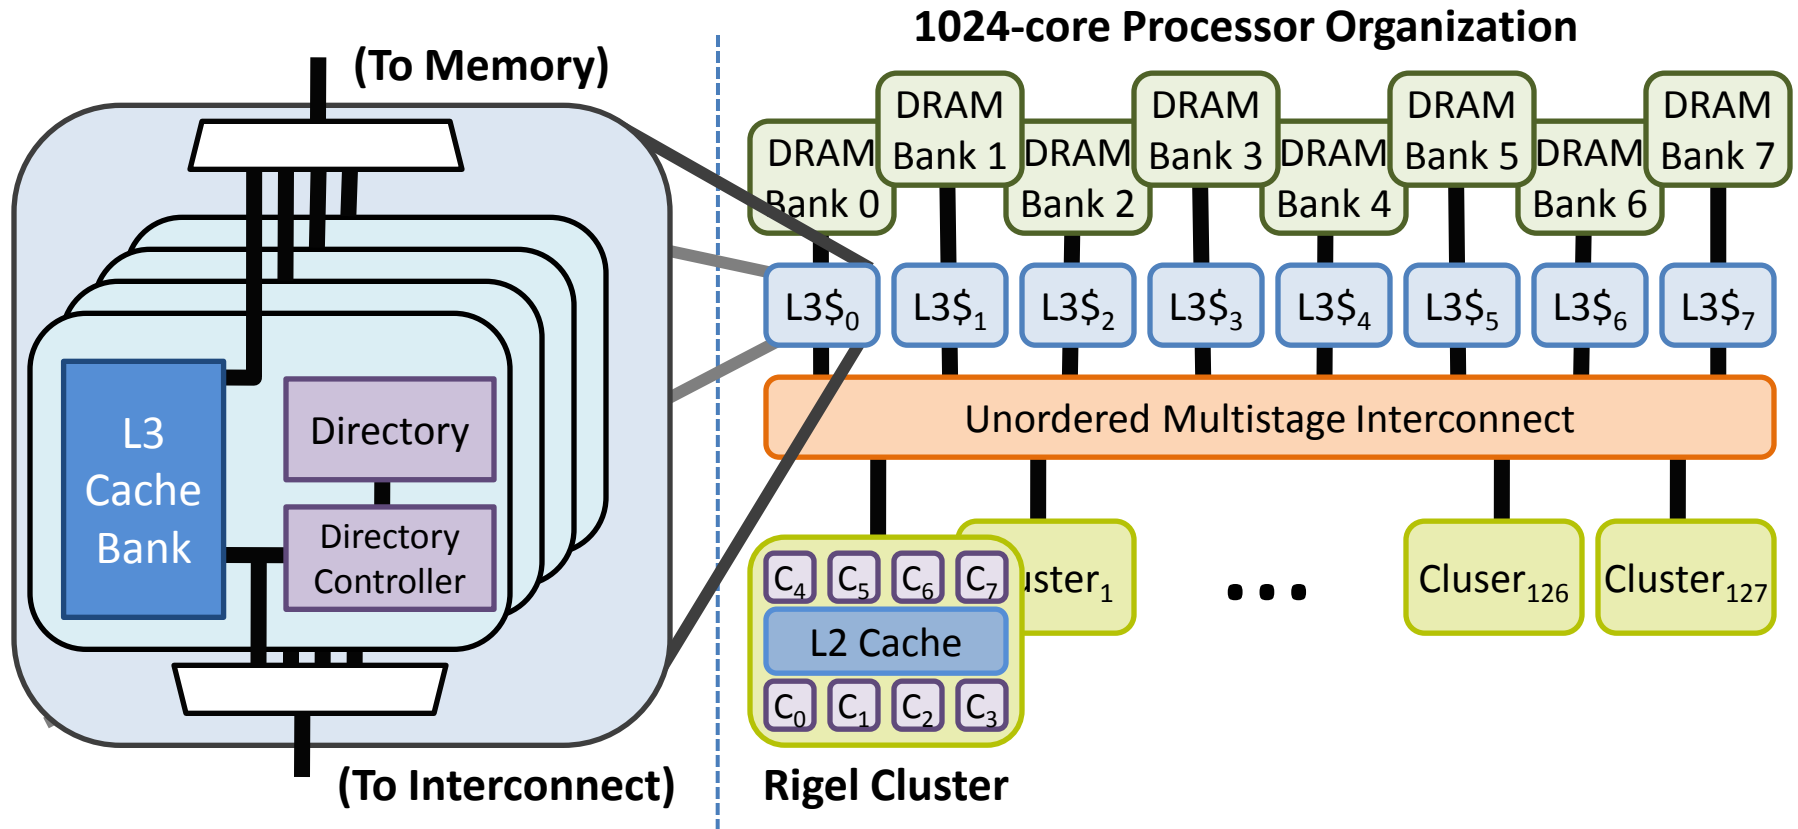 1024-core Processor Organization
(To Memory)
DRAM
Bank 0
DRAM
Bank 1
DRAM
Bank 2
DRAM
Bank 3
DRAM
Bank 4
DRAM
Bank 5
DRAM
Bank 6
DRAM
Bank 7
L3$0
L3$1
L3$2
L3$3
L3$4
L3$5
L3$6
L3$7
Unordered Multistage Interconnect
L3
Cache
Bank
Directory
Directory
Controller
(To Interconnect)
C4
C5
C6
C7
L2 Cache
C0
C1
C2
C3
uster1
...
Cluser126
Cluster127
Rigel Cluster